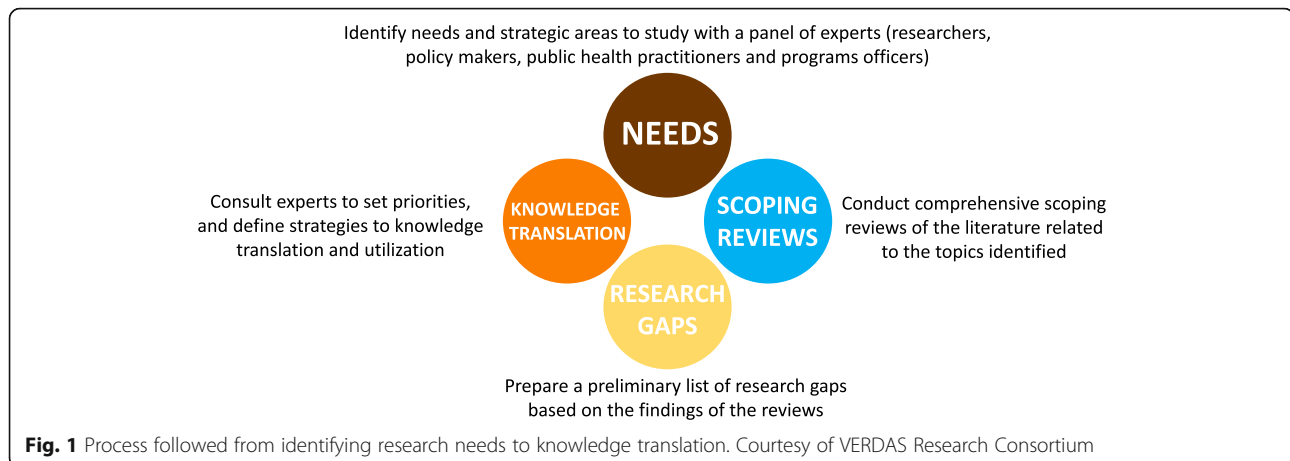 Identify needs and strategic areas to study with a panel of experts (researchers,
policy makers, public health practitioners and programs officers)
NEEDS
SCOPING
REVIEWS
Conduct comprehensive scoping
reviews of the literature related
to the topics identified
RESEARCH
GAPS
Prepare a preliminary list of research gaps
based on the findings of the reviews
KNOWLEDGE
TRANSLATION
Consult experts to set priorities,
and define strategies to knowledge
translation and utilization
Fig. 1 Process followed from identifying research needs to knowledge translation. Courtesy of VERDAS Research Consortium